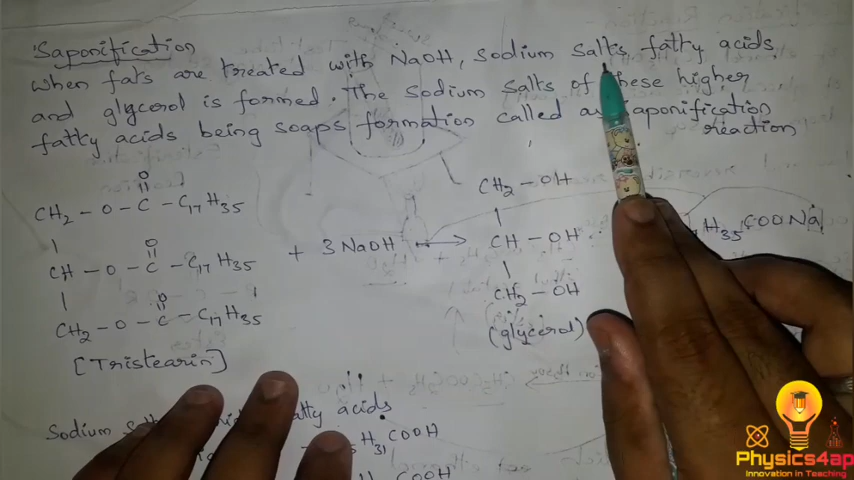 Saponification
when fats are treated with NaOH, sodium salts fatty acids
and glycerol is formed. The sodium salts of these higher
fatty acids being soaps formation called as saponification
reaction
CH2 - O - C - C17H35
O
CH2 - OH
CH - O - C - C17H35
O
+ 3 NaOH → CH - OH
H35 COONa
CH2 - O - C - C17H35
O
CH2 - OH
[Tristearin]
(glycerol)
Sodium fatty acids
H31 COOH
COOH
Physics4ap
Innovation in Teaching